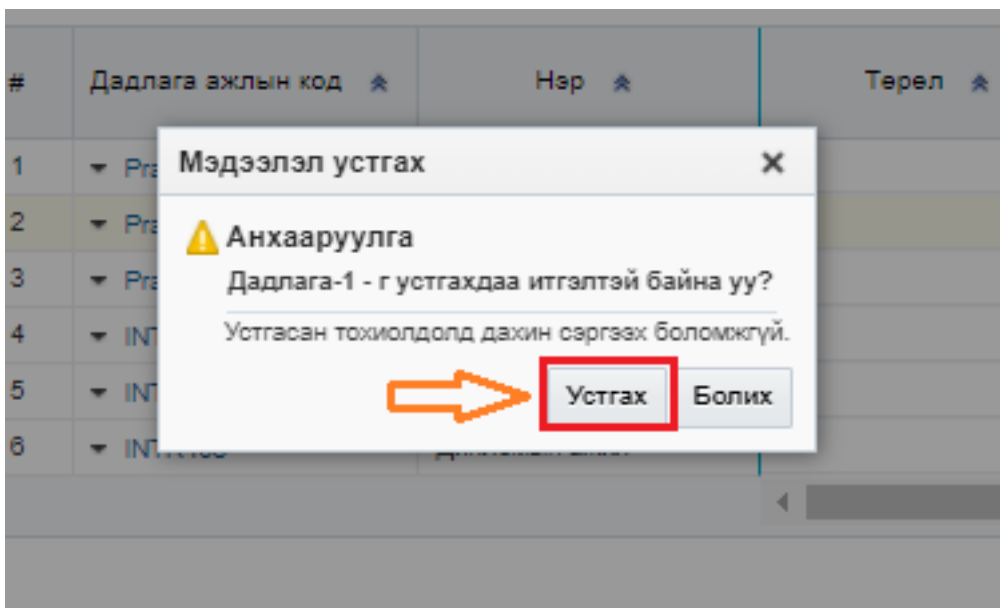 # Дадлага ажлын код Нэр Төрөл
Мэдээлэл устгах
1
2
3
4
5
6
Анхааруулга
Дадлага-1 - г устгахдаа итгэлтэй байна уу?
Устгасан тохиолдолд дахин сэргээх боломжгүй.
Устгах Болих